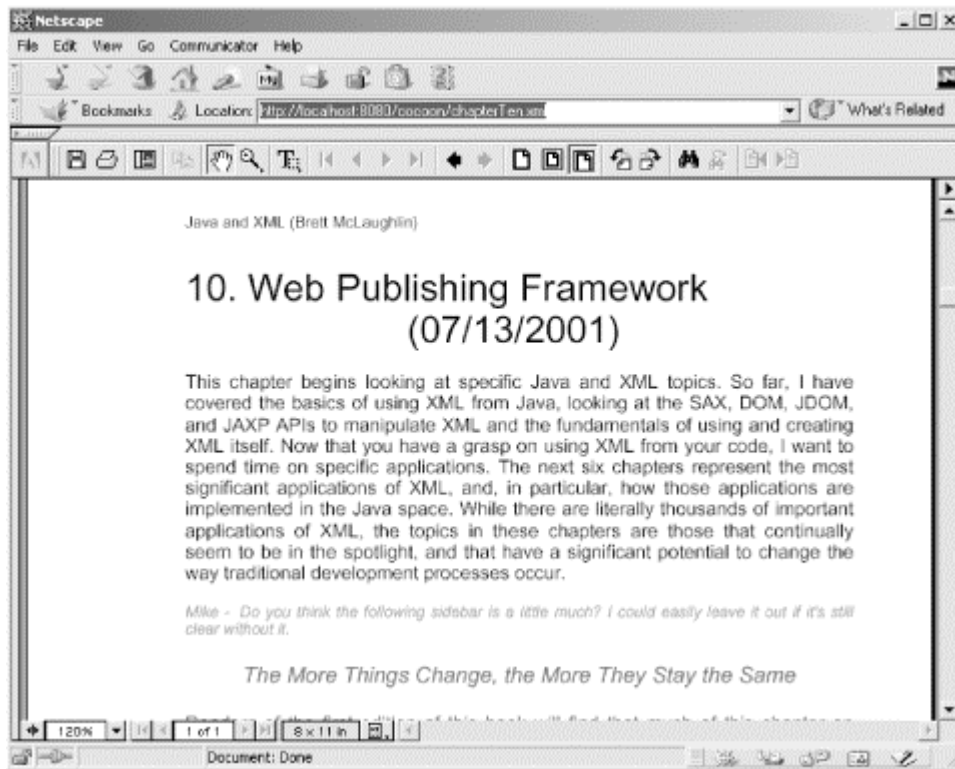 Netscape
File Edit View Go Communicator Help
Bookmarks Location: http://localhost:8080/cocoon/chapterTen.xml What's Related
Java and XML (Brett McLaughlin)
10. Web Publishing Framework
(07/13/2001)
This chapter begins looking at specific Java and XML topics. So far, I have
covered the basics of using XML from Java, looking at the SAX, DOM, JDOM,
and JAXP APIs to manipulate XML and the fundamentals of using and creating
XML itself. Now that you have a grasp on using XML from your code, I want to
spend time on specific applications. The next six chapters represent the most
significant applications of XML, and, in particular, how those applications are
implemented in the Java space. While there are literally thousands of important
applications of XML, the topics in these chapters are those that continually
seem to be in the spotlight, and that have a significant potential to change the
way traditional development processes occur.
Mike - Do you think the following sidebar is a little much? I could easily leave it out if it's still
clear without it.
The More Things Change, the More They Stay the Same
120% 1 of 1 8 x 11 in
Document: Done